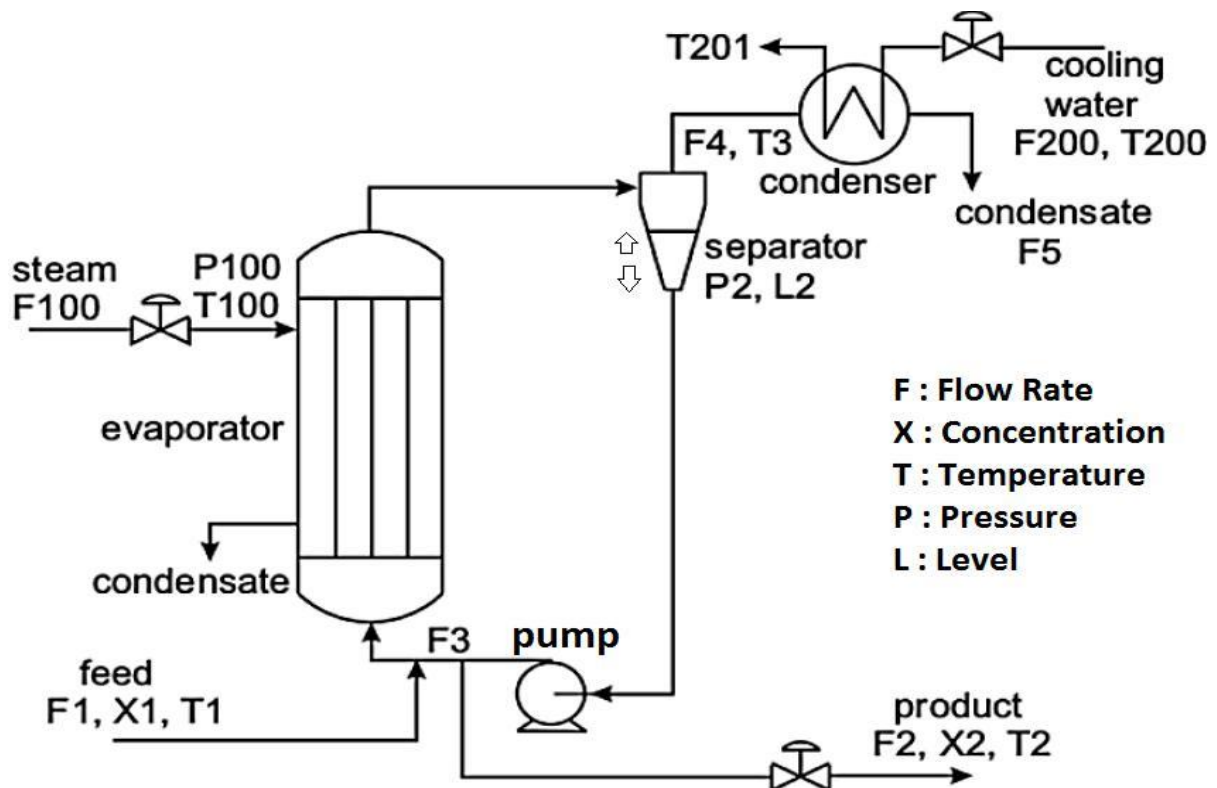 T201
cooling
water
F200, T200
F4, T3
condenser
condensate
F5
separator
P2, L2
steam
F100
P100
T100
evaporator
condensate
F : Flow Rate
X : Concentration
T : Temperature
P : Pressure
L : Level
F3
pump
feed
F1, X1, T1
product
F2, X2, T2